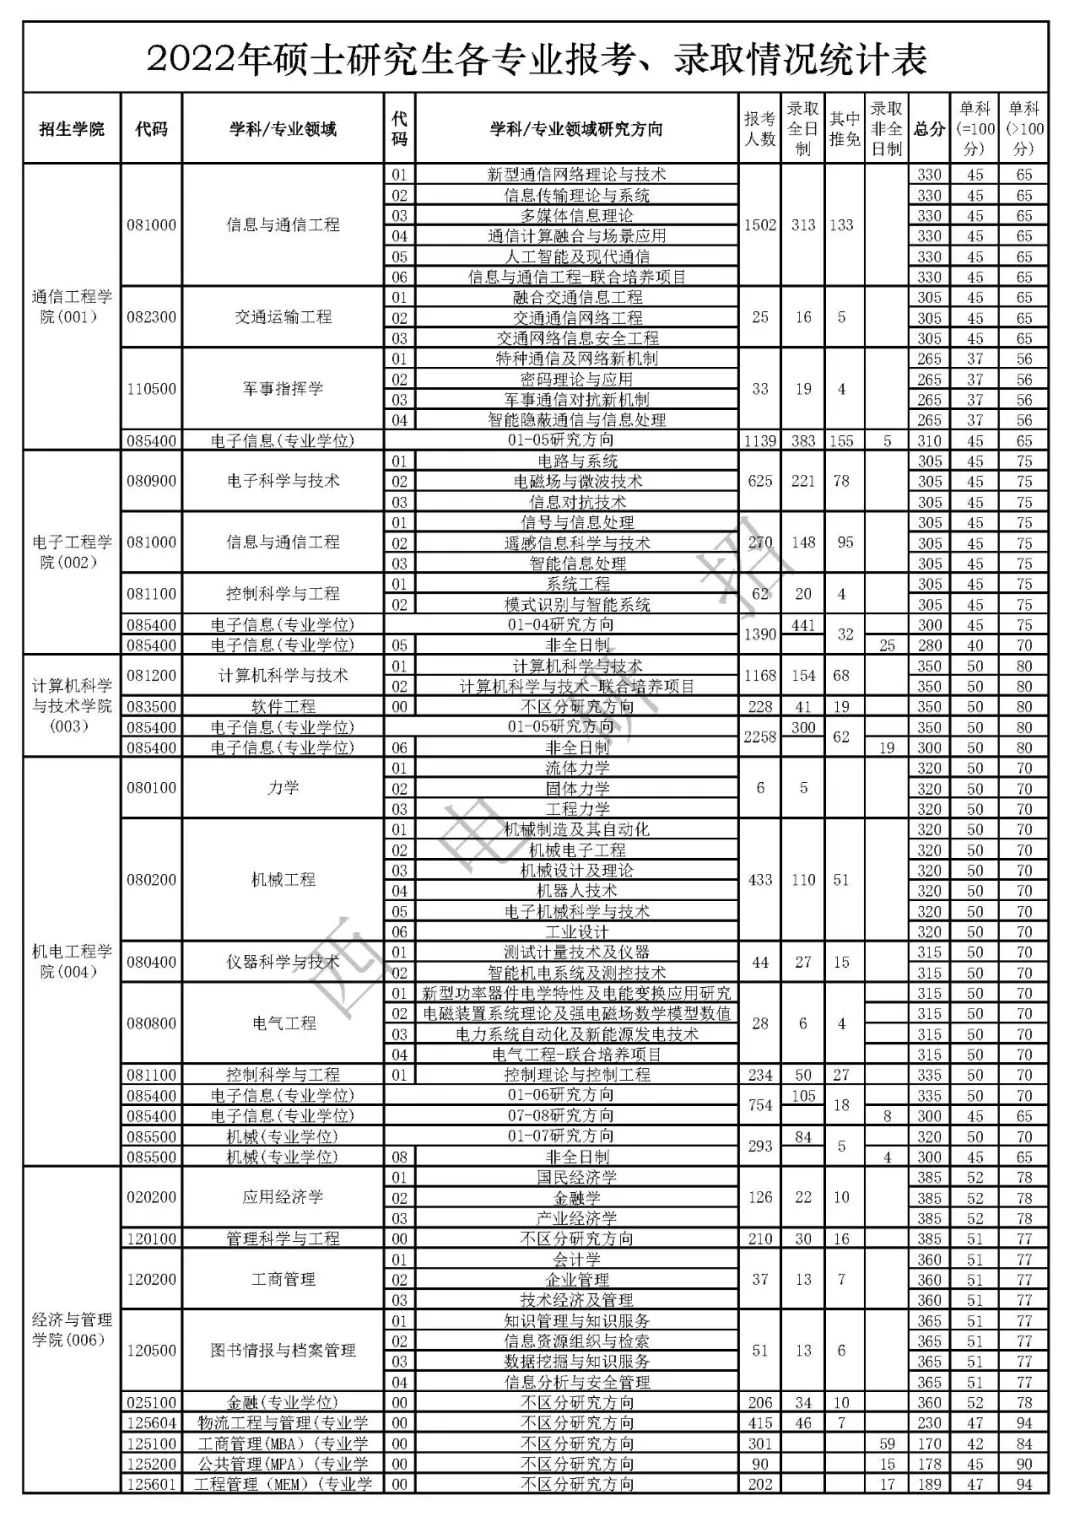 2022年硕士研究生各专业报考、录取情况统计表
招生学院 代码 学科/专业领域 代码 学科/专业领域研究方向 报考人数 录取全日制 其中推免 录取非全日制 总分 单科(=100分) 单科(>100分)
通信工程学院(001) 081000 信息与通信工程 01 新型通信网络理论与技术 1502 313 133 330 45 65
02 信息传输理论与系统 330 45 65
03 多媒体信息理论 330 45 65
04 通信计算融合与场景应用 330 45 65
05 人工智能及现代通信 330 45 65
06 信息与通信工程-联合培养项目 330 45 65
082300 交通运输工程 01 融合交通信息工程 25 16 5 305 45 65
02 交通通信网络工程 305 45 65
03 交通网络信息安全工程 305 45 65
110500 军事指挥学 01 特种通信及网络新机制 33 19 4 265 37 56
02 密码理论与应用 265 37 56
03 军事通信对抗新机制 265 37 56
04 智能隐蔽通信与信息处理 265 37 56
085400 电子信息(专业学位) 01-05研究方向 1139 383 155 5 310 45 65
电子工程学院(002) 080900 电子科学与技术 01 电路与系统 625 221 78 305 45 75
02 电磁场与微波技术 305 45 75
03 信息对抗技术 305 45 75
081000 信息与通信工程 01 信号与信息处理 270 148 95 305 45 75
02 遥感信息科学与技术 305 45 75
03 智能信息处理 305 45 75
081100 控制科学与工程 01 系统工程 62 20 4 305 45 75
02 模式识别与智能系统 305 45 75
085400 电子信息(专业学位) 01-04研究方向 1390 441 32 300 45 75
085400 电子信息(专业学位) 05 非全日制 25 280 40 70
计算机科学与技术学院(003) 081200 计算机科学与技术 01 计算机科学与技术 1168 154 68 350 50 80
02 计算机科学与技术-联合培养项目 350 50 80
083500 软件工程 00 不区分研究方向 228 41 19 350 50 80
085400 电子信息(专业学位) 01-05研究方向 2258 300 62 350 50 80
085400 电子信息(专业学位) 06 非全日制 19 300 50 80
机电工程学院(004) 080100 力学 01 流体力学 6 5 320 50 70
02 固体力学 320 50 70
03 工程力学 320 50 70
080200 机械工程 01 机械制造及其自动化 433 110 51 320 50 70
02 机械电子工程 320 50 70
03 机械设计及理论 320 50 70
04 机器人技术 320 50 70
05 电子机械科学与技术 320 50 70
06 工业设计 320 50 70
080400 仪器科学与技术 01 测试计量技术及仪器 44 27 15 315 50 70
02 智能机电系统及测控技术 315 50 70
080800 电气工程 01 新型功率器件电学特性及电能变换应用研究 28 6 4 315 50 70
02 电磁装置系统理论及强电磁场数学模型数值 315 50 70
03 电力系统自动化及新能源发电技术 315 50 70
04 电气工程-联合培养项目 315 50 70
081100 控制科学与工程 01 控制理论与控制工程 234 50 27 335 50 70
085400 电子信息(专业学位) 01-06研究方向 754 105 18 335 50 70
085400 电子信息(专业学位) 07-08研究方向 8 300 45 65
085500 机械(专业学位) 01-07研究方向 293 84 5 320 50 70
085500 机械(专业学位) 08 非全日制 4 300 45 65
经济与管理学院(006) 020200 应用经济学 01 国民经济学 126 22 10 385 52 78
02 金融学 385 52 78
03 产业经济学 385 52 78
120100 管理科学与工程 00 不区分研究方向 210 30 16 385 51 77
120200 工商管理 01 会计学 37 13 7 360 51 77
02 企业管理 360 51 77
03 技术经济及管理 360 51 77
120500 图书情报与档案管理 01 知识管理与知识服务 51 13 6 365 51 77
02 信息资源组织与检索 365 51 77
03 数据挖掘与知识服务 365 51 77
04 信息分析与安全管理 365 51 77
025100 金融(专业学位) 00 不区分研究方向 206 34 10 360 52 78
125604 物流工程与管理(专业学 00 不区分研究方向 415 46 7 230 47 94
125100 工商管理(MBA)(专业学 00 不区分研究方向 301 59 170 42 84
125200 公共管理(MPA)(专业学 00 不区分研究方向 90 15 178 45 90
125601 工程管理(MEM)(专业学 00 不区分研究方向 202 17 189 47 94
西电研招